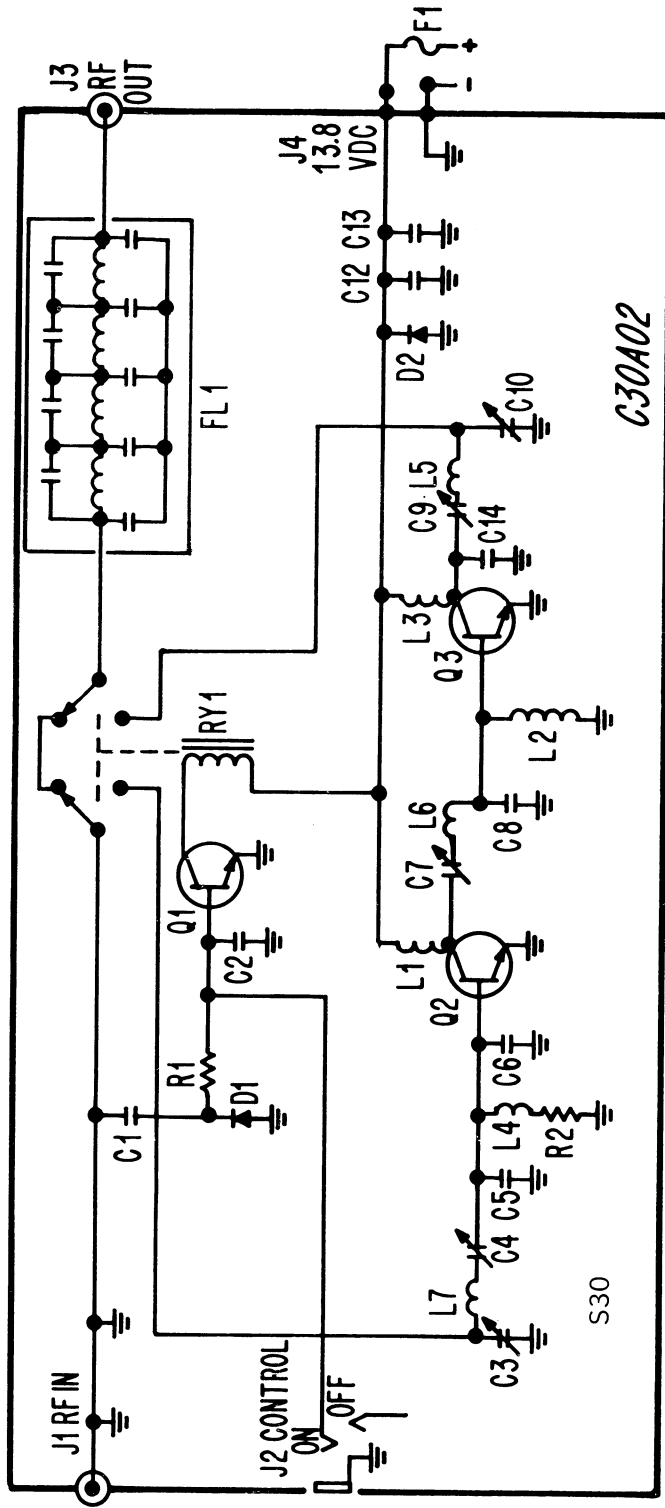 J1 RF IN
J3
RF
OUT
FL1
C1
R1
D1
C2
Q1
RY1
J2 CONTROL
ON
OFF
J4
13.8
VDC
F1
+
-
C12
C13
D2
L1
L3
C7
L6
C9
L5
C14
C10
Q2
Q3
C8
L2
L7
C4
C3
C5
L4
R2
C6
S30
C30A02